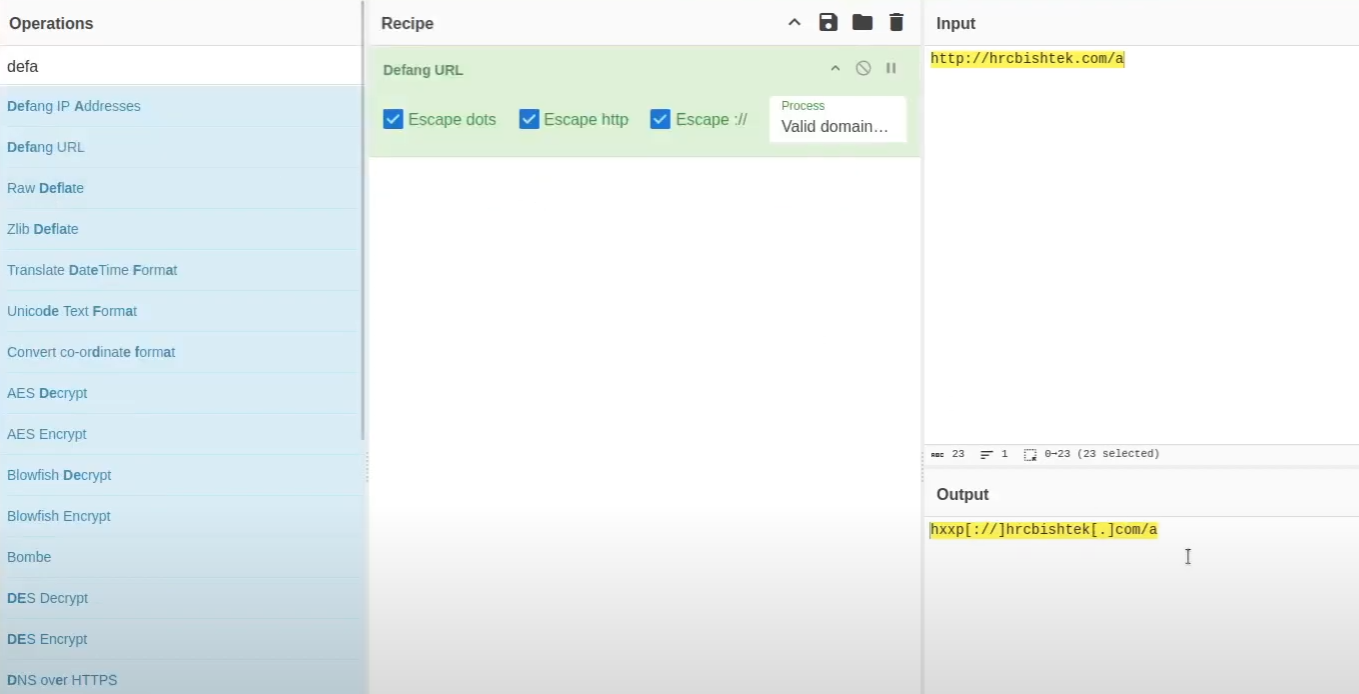 Operations
defa
Defang IP Addresses
Defang URL
Raw Deflate
Zlib Deflate
Translate DateTime Format
Unicode Text Format
Convert co-ordinate format
AES Decrypt
AES Encrypt
Blowfish Decrypt
Blowfish Encrypt
Bombe
DES Decrypt
DES Encrypt
DNS over HTTPS
Recipe
Defang URL
Escape dots
Escape http
Escape ://
Process
Valid domain...
Input
http://hrcbishtek.com/a
ABC 23 1 0→23 (23 selected)
Output
hxxp[://]hrcbishtek[.]com/a